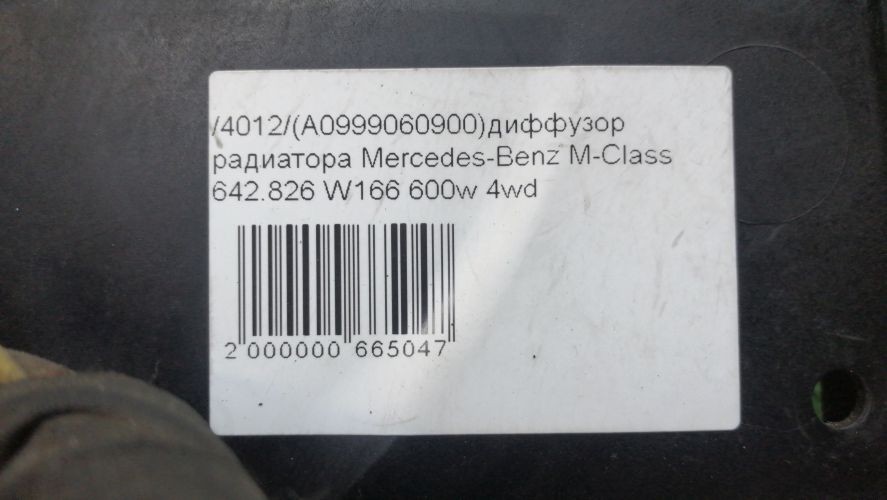 /4012/(A0999060900)диффузор
радиатора Mercedes-Benz M-Class
642.826 W166 600w 4wd
2 000000 665047